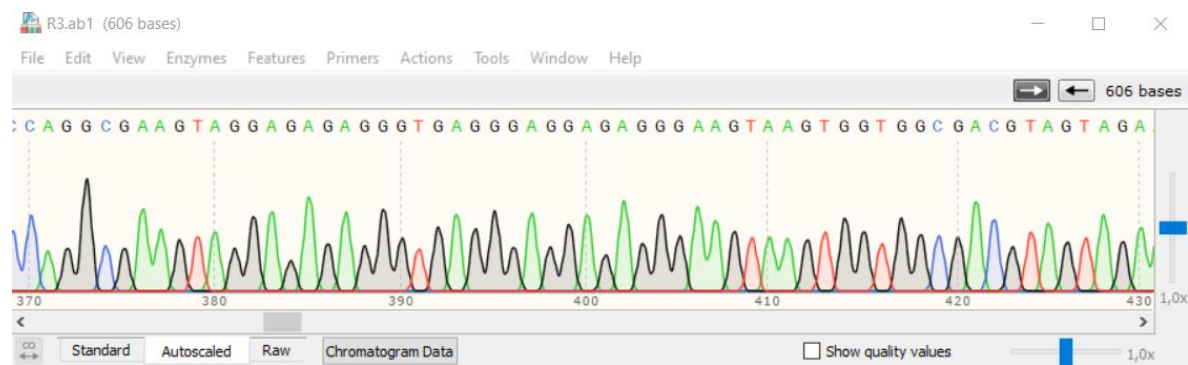 R3.ab1 (606 bases)
File Edit View Enzymes Features Primers Actions Tools Window Help
606 bases
C C A G G C G A A G T A G G A G A G A G G G T G A G G G A G G A G A G G G A A G T A A G T G G T G G C G A C G T A G T A G A
370 380 390 400 410 420 430 1,0x
Standard Autoscaled Raw Chromatogram Data Show quality values 1,0x